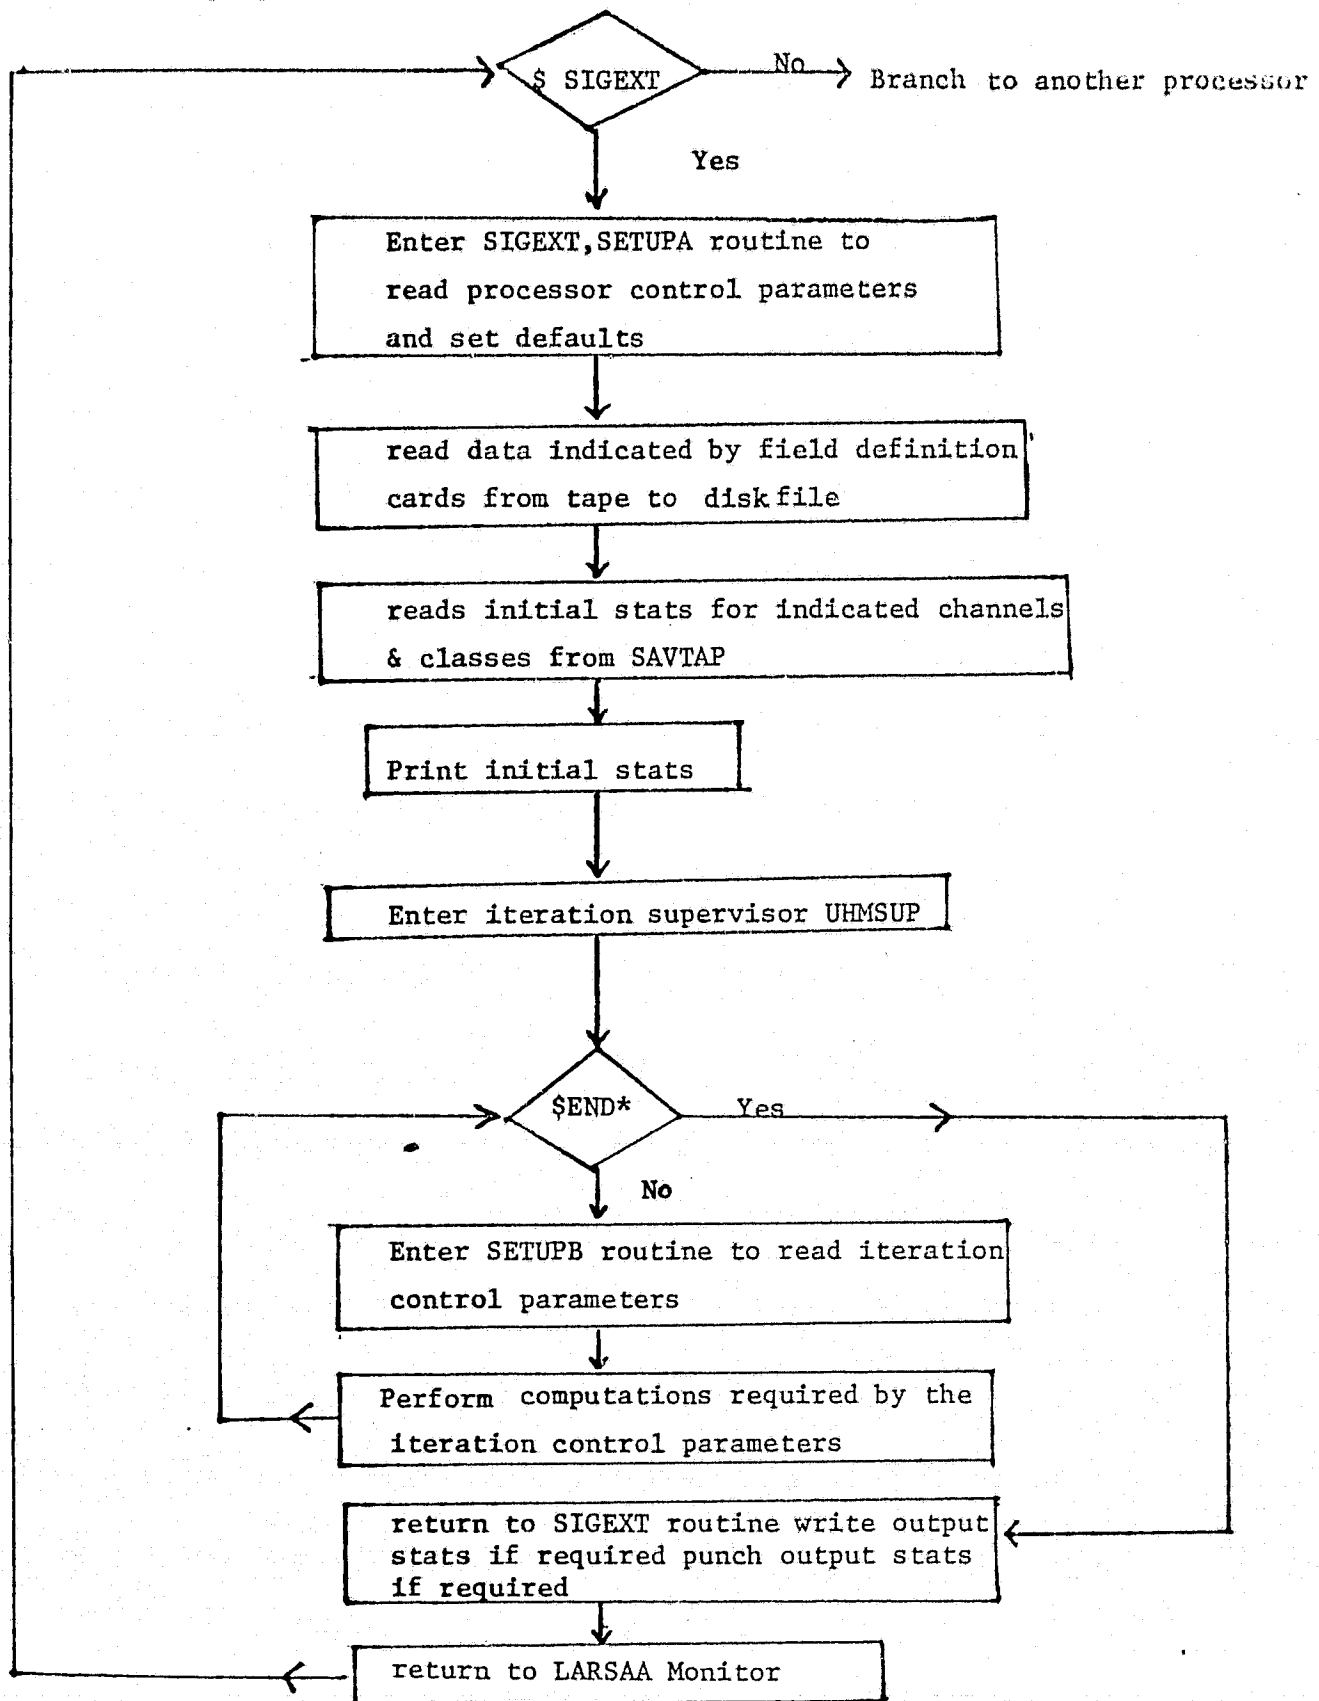 $ SIGEXT
No
Branch to another processor
Yes
Enter SIGEXT,SETUPA routine to
read processor control parameters
and set defaults
read data indicated by field definition
cards from tape to disk file
reads initial stats for indicated channels
& classes from SAVTAP
Print initial stats
Enter iteration supervisor UHMSUP
$END*
Yes
No
Enter SETUPB routine to read iteration
control parameters
Perform computations required by the
iteration control parameters
return to SIGEXT routine write output
stats if required punch output stats
if required
return to LARSAA Monitor